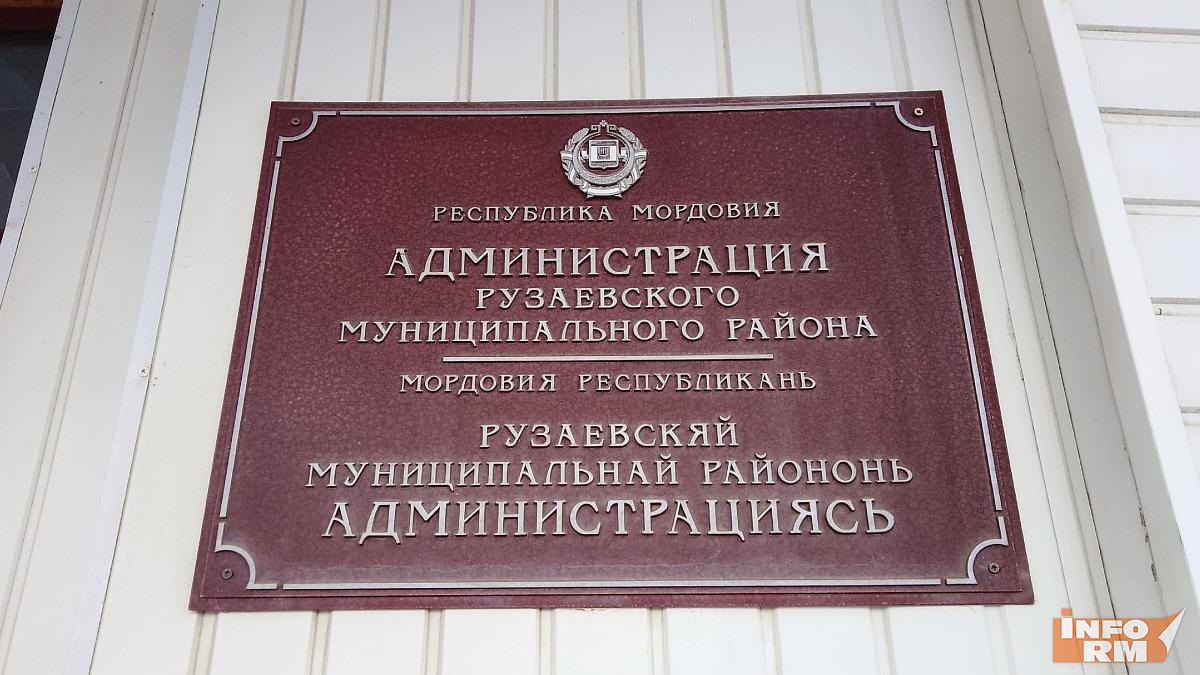 РЕСПУБЛИКА МОРДОВИЯ
АДМИНИСТРАЦИЯ
РУЗАЕВСКОГО
МУНИЦИПАЛЬНОГО РАЙОНА
МОРДОВИЯ РЕСПУБЛИКАНЬ
РУЗАЕВСКЯЙ
МУНИЦИПАЛЬНАЙ РАЙОНОНЬ
АДМИНИСТРАЦИЯСЬ
INFO
RM